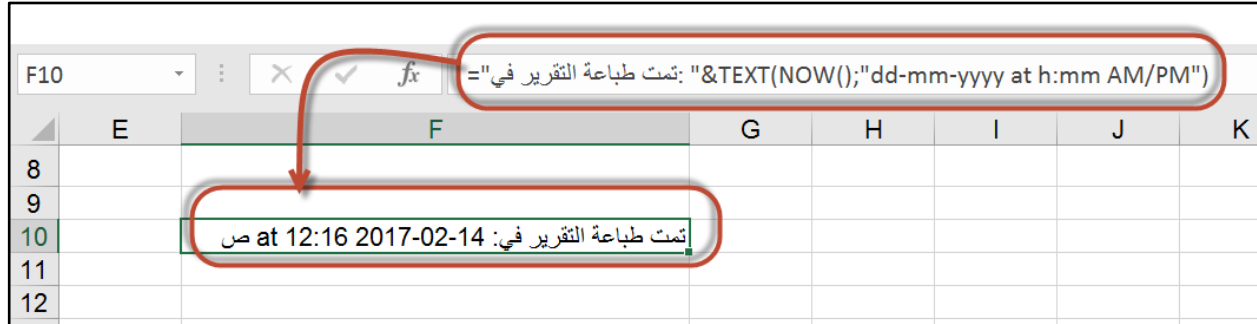 F10 fx ="تمت طباعة التقرير في: "&TEXT(NOW();"dd-mm-yyyy at h:mm AM/PM")
E F G H I J K
8
9
10 تمت طباعة التقرير في: 14-02-2017 at 12:16 ص
11
12